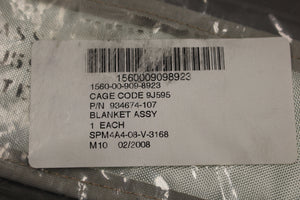 1560009098923
1560-00-909-8923
CAGE CODE 9J595
P/N 934674-107
BLANKET ASSY
1 EACH
SPM4A4-08-V-3168
M10 02/2008